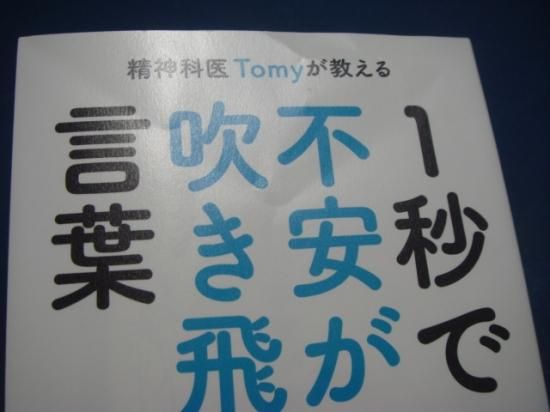 精神科医Tomyが教える
1秒で
不安が
吹き飛
言葉